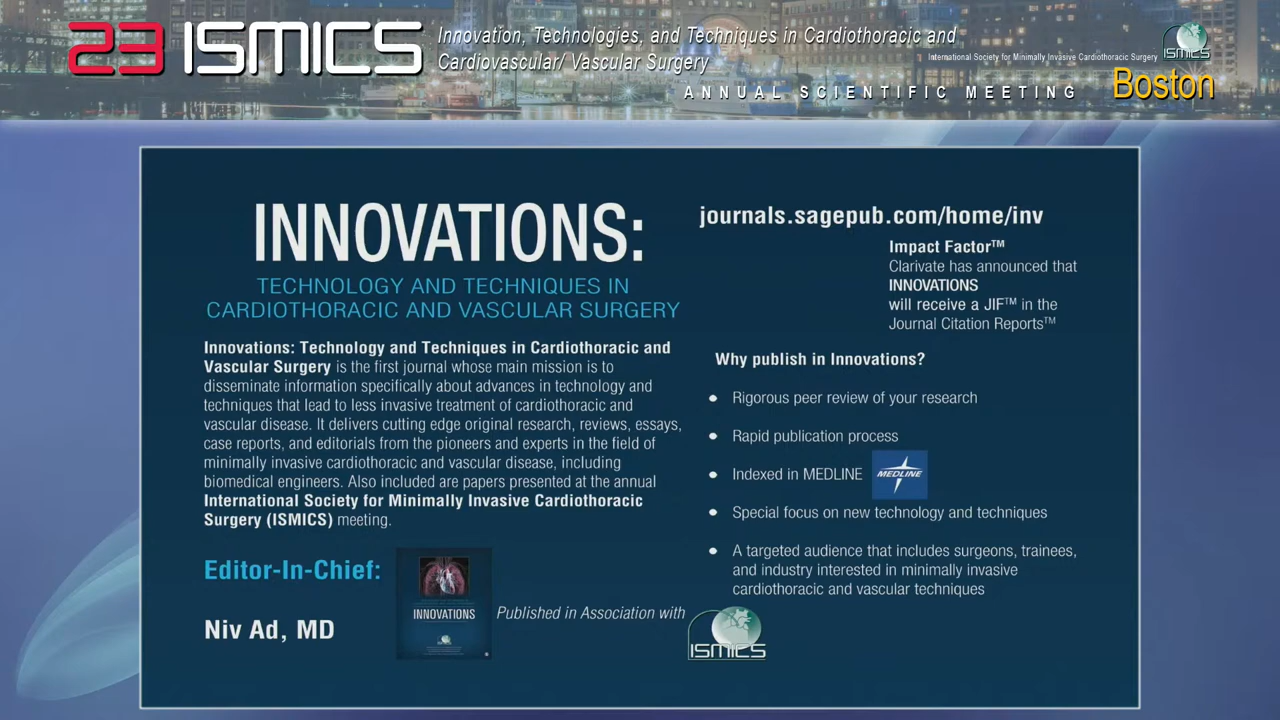 23 ISMICS
Innovation, Technologies, and Techniques in Cardiothoracic and
Cardiovascular/ Vascular Surgery
International Society for Minimally Invasive Cardiothoracic Surgery
ISMICS
ANNUAL SCIENTIFIC MEETING
Boston
INNOVATIONS:
TECHNOLOGY AND TECHNIQUES IN
CARDIOTHORACIC AND VASCULAR SURGERY
Innovations: Technology and Techniques in Cardiothoracic and
Vascular Surgery is the first journal whose main mission is to
disseminate information specifically about advances in technology and
techniques that lead to less invasive treatment of cardiothoracic and
vascular disease. It delivers cutting edge original research, reviews, essays,
case reports, and editorials from the pioneers and experts in the field of
minimally invasive cardiothoracic and vascular disease, including
biomedical engineers. Also included are papers presented at the annual
International Society for Minimally Invasive Cardiothoracic
Surgery (ISMICS) meeting.
Editor-In-Chief:
Niv Ad, MD
INNOVATIONS
Published in Association with
ISMICS
journals.sagepub.com/home/inv
Impact Factor™
Clarivate has announced that
INNOVATIONS
will receive a JIF™ in the
Journal Citation Reports™
Why publish in Innovations?
• Rigorous peer review of your research
• Rapid publication process
• Indexed in MEDLINE
MEDLINE
• Special focus on new technology and techniques
• A targeted audience that includes surgeons, trainees,
and industry interested in minimally invasive
cardiothoracic and vascular techniques